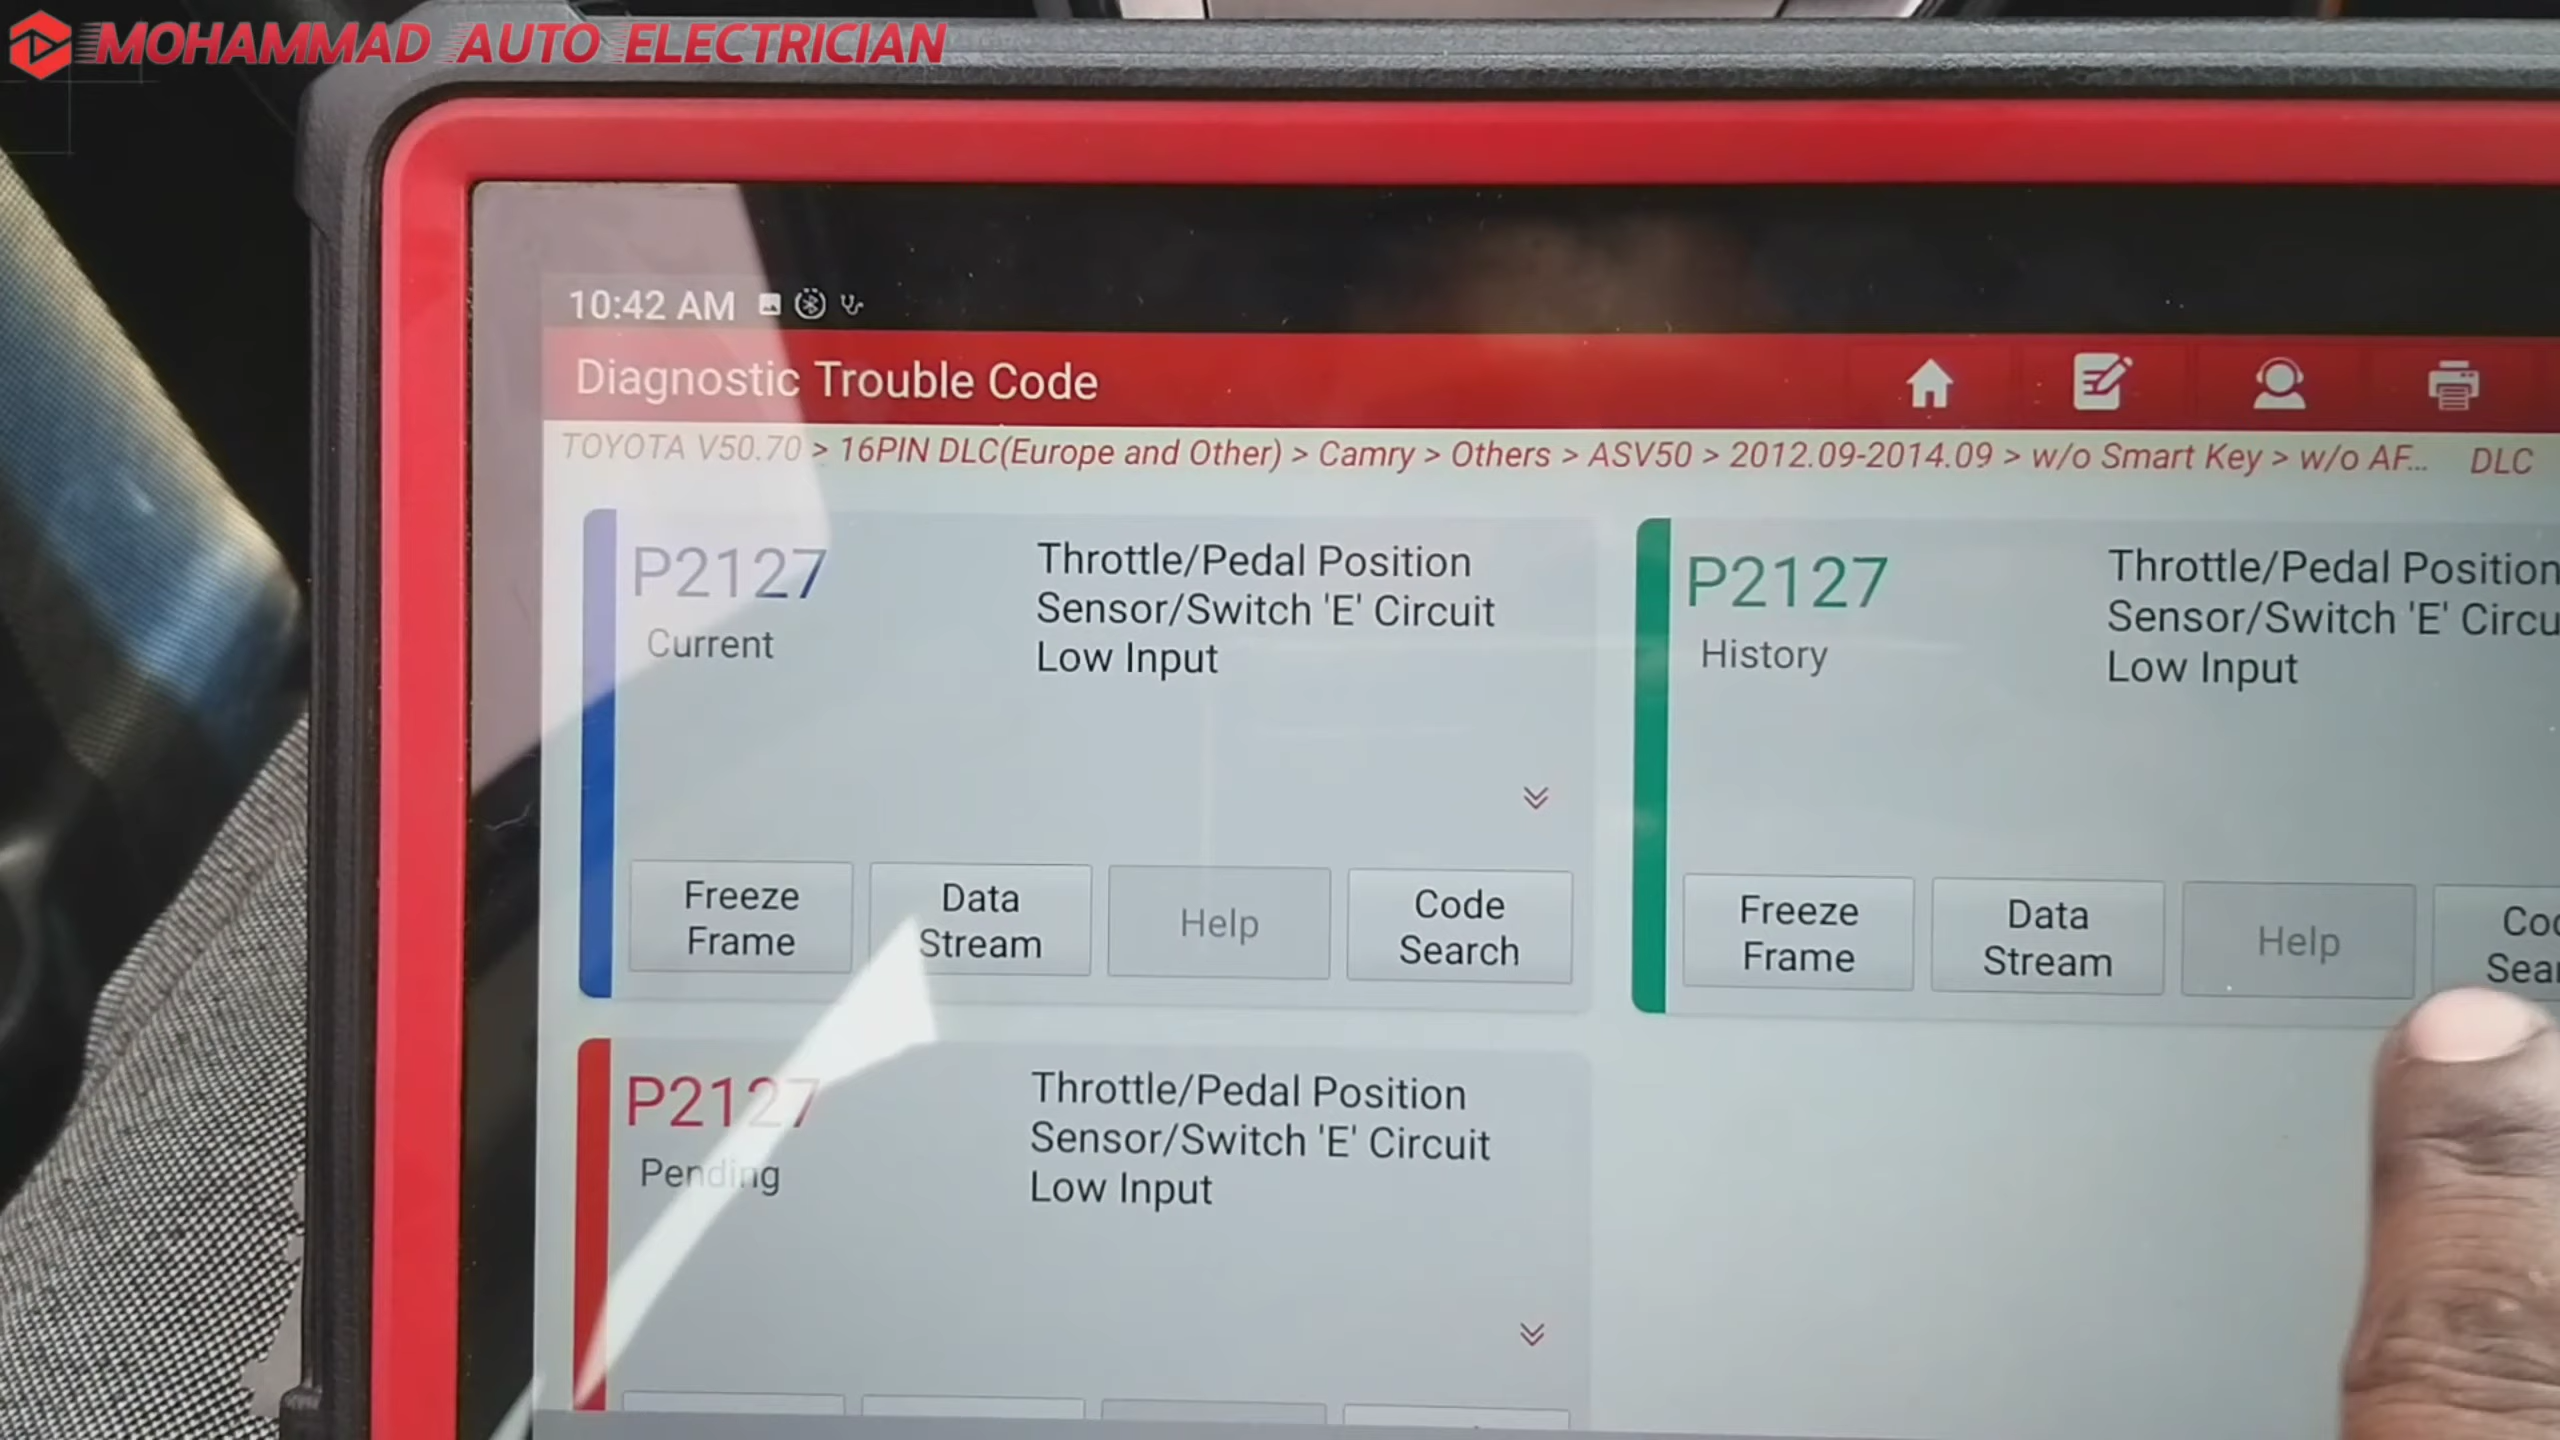 MOHAMMAD AUTO ELECTRICIAN
10:42 AM
Diagnostic Trouble Code
TOYOTA V50.70 > 16PIN DLC(Europe and Other) > Camry > Others > ASV50 > 2012.09-2014.09 > w/o Smart Key > w/o AF... DLC
P2127
Current
Throttle/Pedal Position
Sensor/Switch 'E' Circuit
Low Input
Freeze
Frame
Data
Stream
Help
Code
Search
P2127
History
Throttle/Pedal Position
Sensor/Switch 'E' Circu
Low Input
Freeze
Frame
Data
Stream
Help
P2127
Pending
Throttle/Pedal Position
Sensor/Switch 'E' Circuit
Low Input